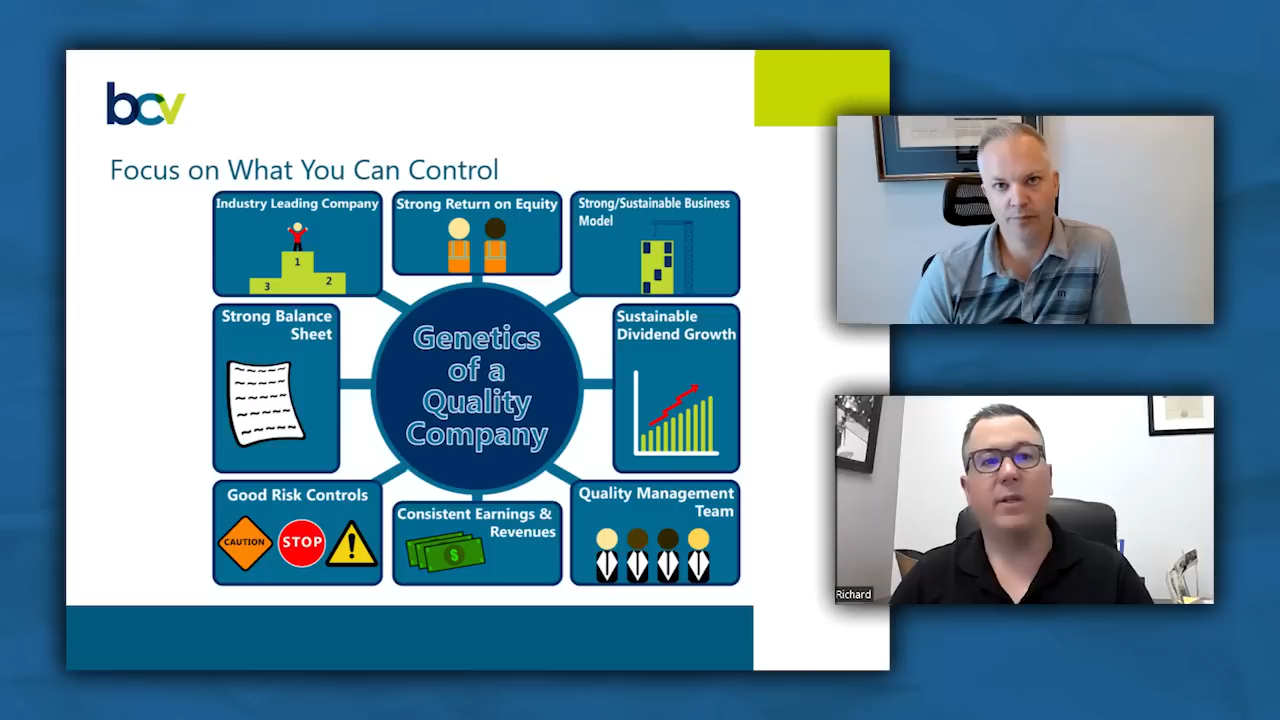 bcv
Focus on What You Can Control
Industry Leading Company
1
2
3
Strong Return on Equity
Strong/Sustainable Business
Model
Strong Balance
Sheet
Genetics
of a
Quality
Company
Sustainable
Dividend Growth
Good Risk Controls
CAUTION
STOP
!
Consistent Earnings &
Revenues
$
Quality Management
Team
Richard